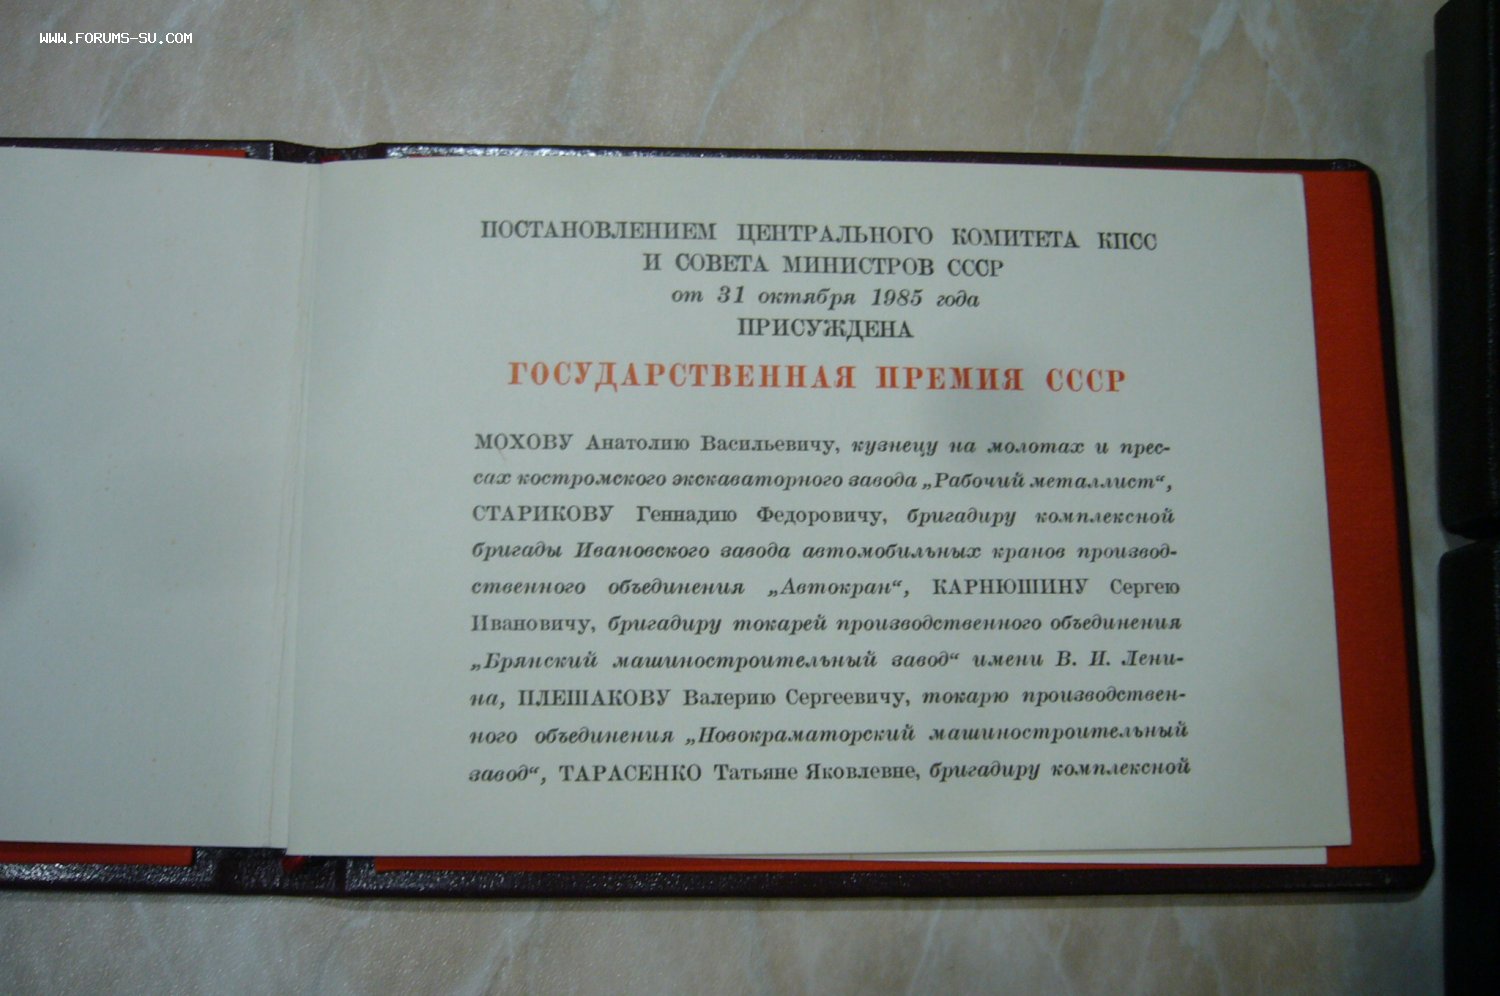 WWW.FORUMS-SU.COM
ПОСТАНОВЛЕНИЕМ ЦЕНТРАЛЬНОГО КОМИТЕТА КПСС
И СОВЕТА МИНИСТРОВ СССР
от 31 октября 1985 года
ПРИСУЖДЕНА
ГОСУДАРСТВЕННАЯ ПРЕМИЯ СССР
МОХОВУ Анатолию Васильевичу, кузнецу на молотах и прес-
сах костромского экскаваторного завода „Рабочий металлист“,
СТАРИКОВУ Геннадию Федоровичу, бригадиру комплексной
бригады Ивановского завода автомобильных кранов производ-
ственного объединения „Автокран“, КАРНЮШИНУ Сергею
Ивановичу, бригадиру токарей производственного объединения
„Брянский машиностроительный завод“ имени В. И. Лени-
на, ПЛЕШАКОВУ Валерию Сергеевичу, токарю производствен-
ного объединения „Новокраматорский машиностроительный
завод“, ТАРАСЕНКО Татьяне Яковлевне, бригадиру комплексной